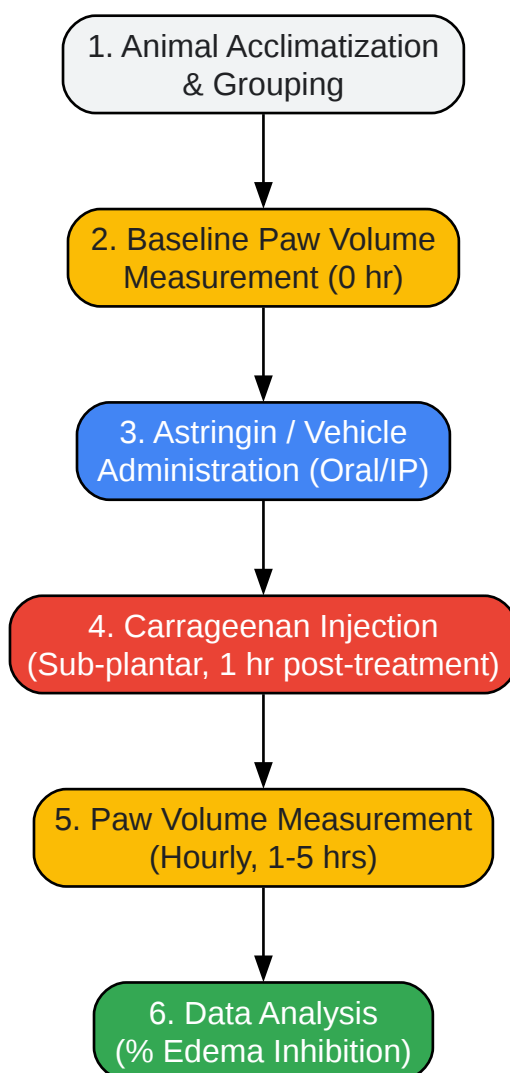 1. Animal Acclimatization
& Grouping
2. Baseline Paw Volume
Measurement (0 hr)
3. Astringin / Vehicle
Administration (Oral/IP)
4. Carrageenan Injection
(Sub-plantar, 1 hr post-treatment)
5. Paw Volume Measurement
(Hourly, 1-5 hrs)
6. Data Analysis
(% Edema Inhibition)